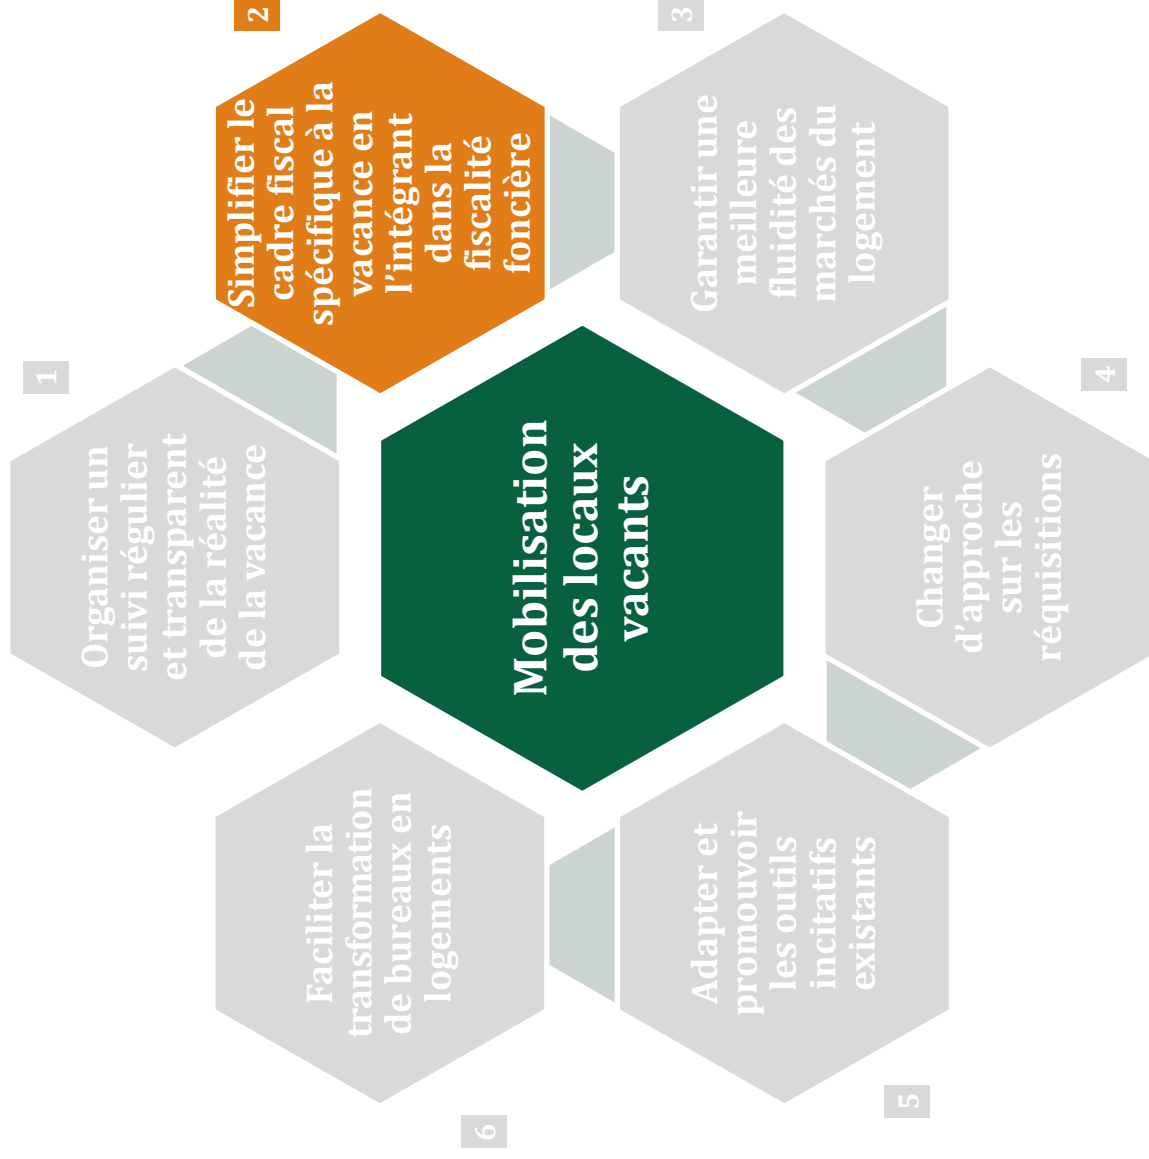 Mobilisation
des locaux
vacants
1
Organiser un
suivi régulier
et transparent
de la réalité
de la vacance
2
Simplifier le
cadre fiscal
spécifique à la
vacance en
l’intégrant
dans la
fiscalité
foncière
3
Garantir une
meilleure
fluidité des
marchés du
logement
4
Changer
d’approche
sur les
réquisitions
5
Adapter et
promouvoir
les outils
incitatifs
existants
6
Faciliter la
transformation
de bureaux en
logements